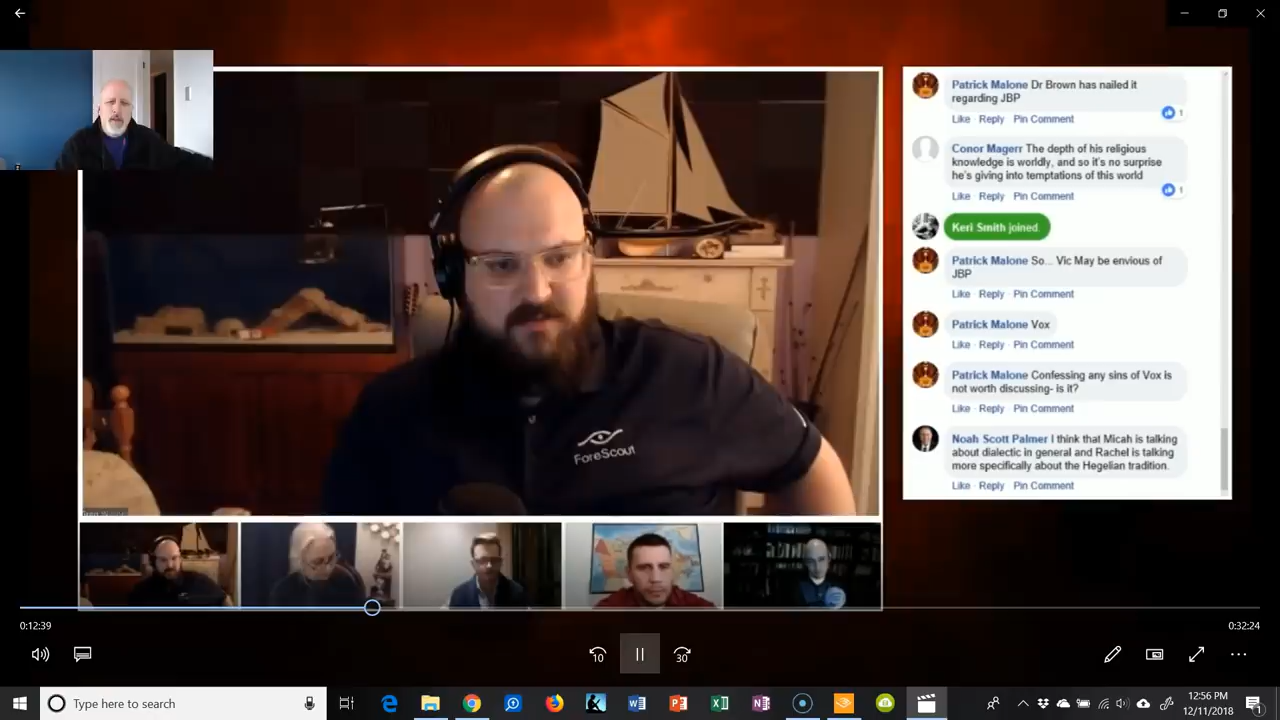 Patrick Malone Dr Brown has nailed it
regarding JBP
Like · Reply · Pin Comment
1
Conor Magerr The depth of his religious
knowledge is worldly, and so it's no surprise
he's giving into temptations of this world
Like · Reply · Pin Comment
1
Keri Smith joined.
Patrick Malone So... Vic May be envious of
JBP
Like · Reply · Pin Comment
Patrick Malone Vox
Like · Reply · Pin Comment
Patrick Malone Confessing any sins of Vox is
not worth discussing- is it?
Like · Reply · Pin Comment
Noah Scott Palmer I think that Micah is talking
about dialectic in general and Rachel is talking
more specifically about the Hegelian tradition.
Like · Reply · Pin Comment
ForeScout
0:12:39
0:32:24
10
30
Type here to search
12:56 PM
12/11/2018